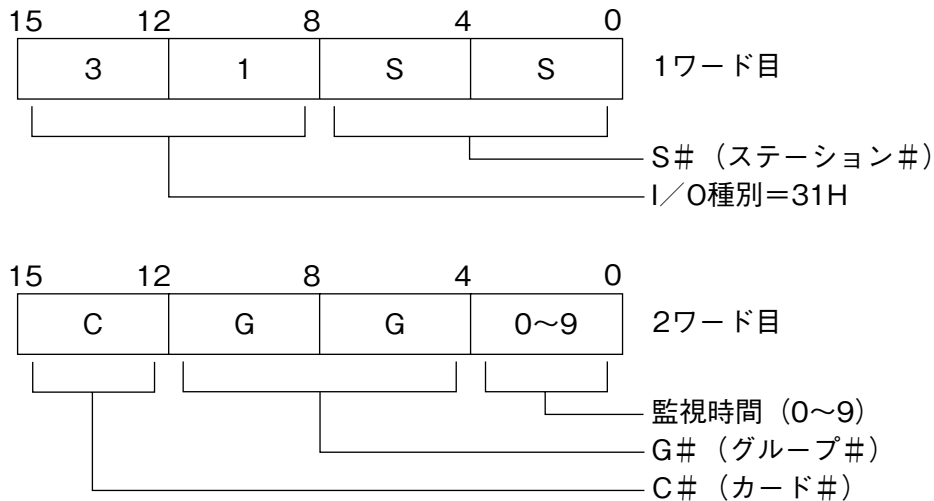 15 12 8 4 0
3 1 S S 1ワード目
S#（ステーション#）
I／O種別＝31H
15 12 8 4 0
C G G 0～9 2ワード目
監視時間（0～9）
G#（グループ#）
C#（カード#）